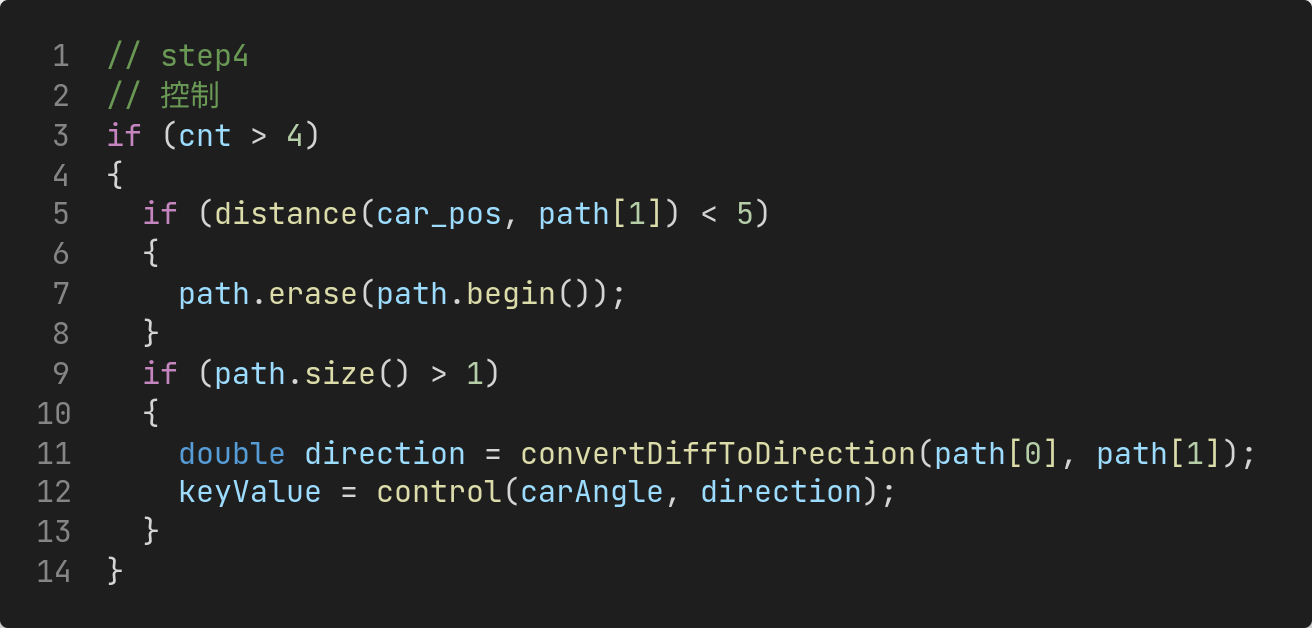 1 // step4
2 // 控制
3 if (cnt > 4)
4 {
5   if (distance(car_pos, path[1]) < 5)
6   {
7     path.erase(path.begin());
8   }
9   if (path.size() > 1)
10   {
11     double direction = convertDiffToDirection(path[0], path[1]);
12     keyValue = control(carAngle, direction);
13   }
14 }